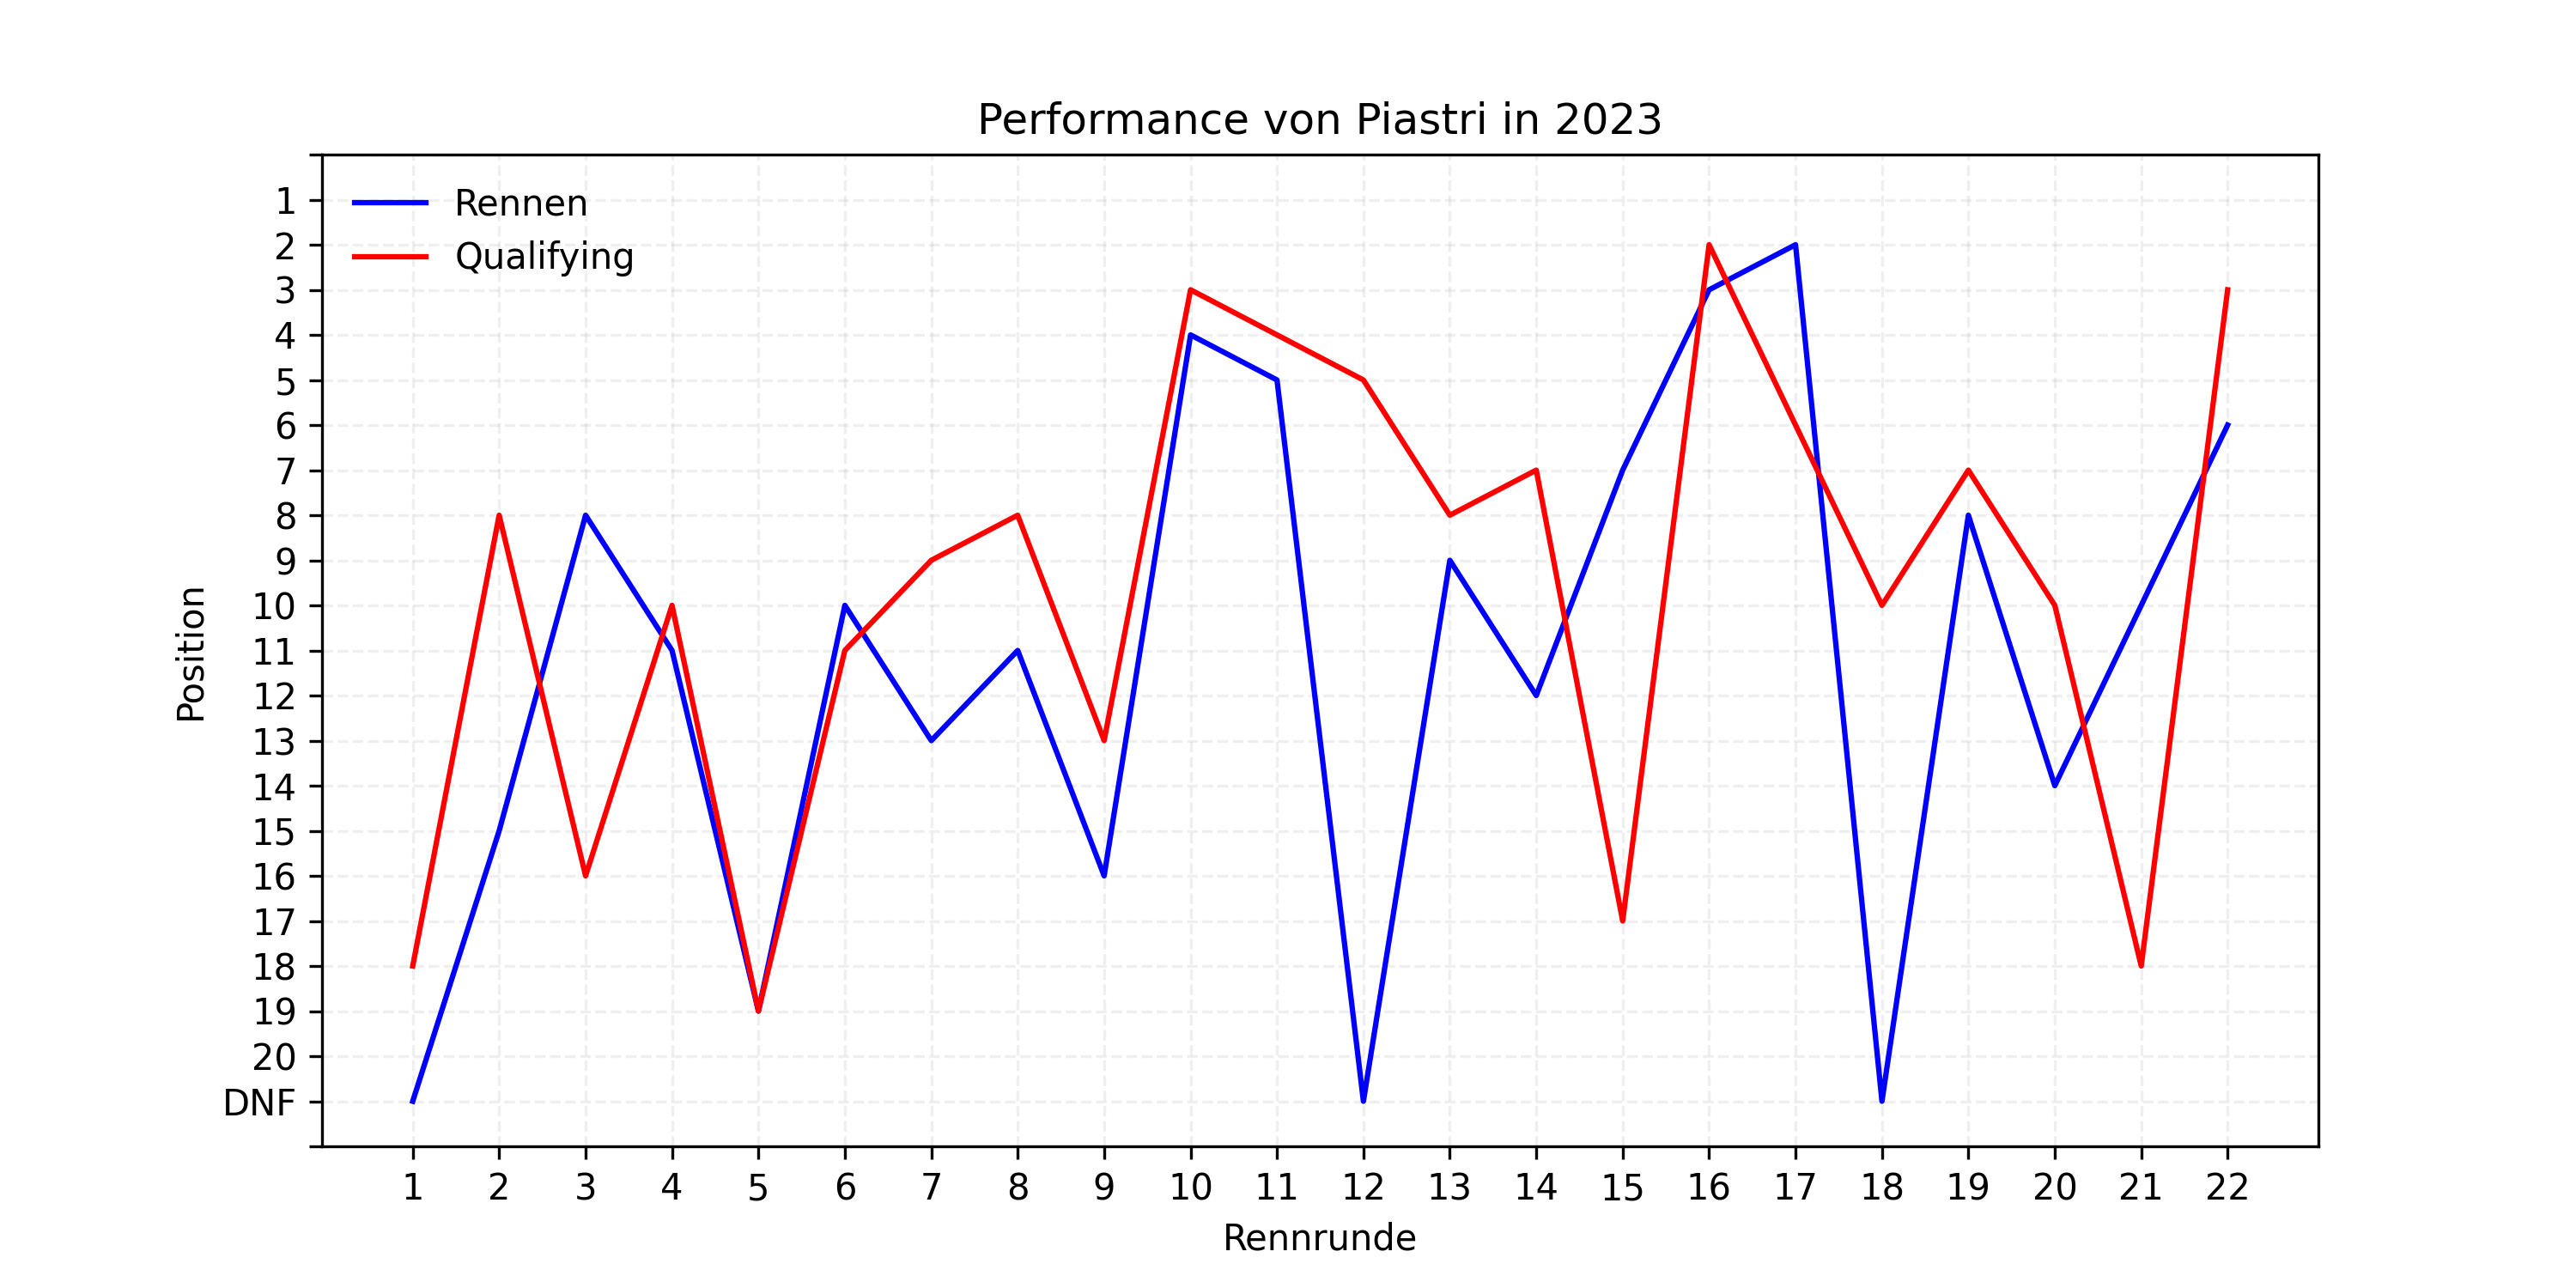 Performance von Piastri in 2023
Rennen
Qualifying
1
2
3
4
5
6
7
8
9
10
11
12
13
14
15
16
17
18
19
20
DNF
Position
1 2 3 4 5 6 7 8 9 10 11 12 13 14 15 16 17 18 19 20 21 22
Rennrunde